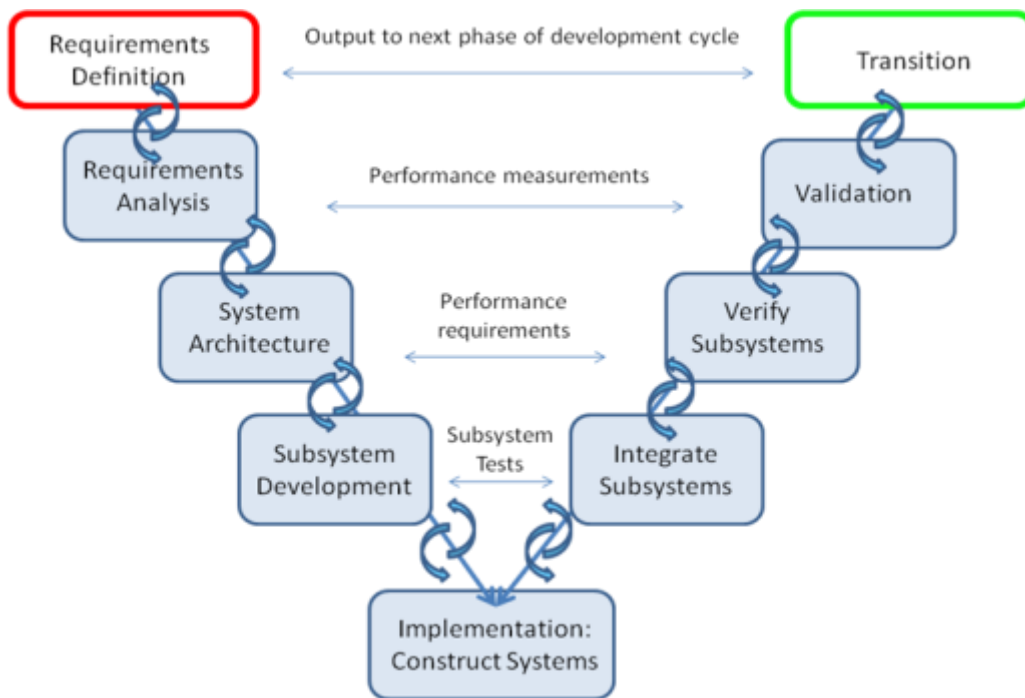 Requirements
Definition
Output to next phase of development cycle
Transition
Requirements
Analysis
Performance measurements
Validation
System
Architecture
Performance
requirements
Verify
Subsystems
Subsystem
Development
Subsystem
Tests
Integrate
Subsystems
Implementation:
Construct Systems